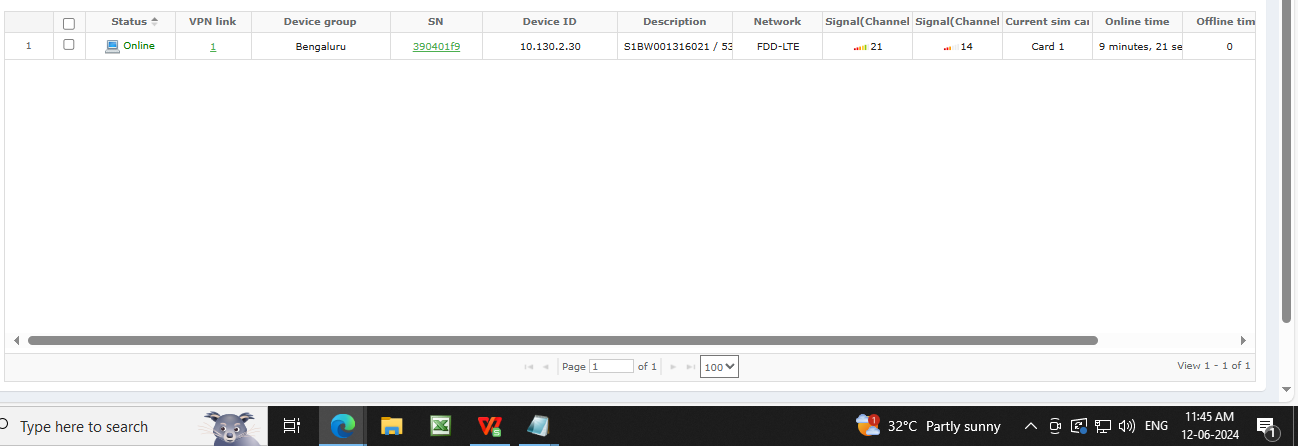 Status VPN link Device group SN Device ID Description Network Signal(Channel Signal(Channel Current sim car Online time Offline tim
1 Online 1 Bengaluru 390401f9 10.130.2.30 S1BW001316021 / 53 FDD-LTE 21 14 Card 1 9 minutes, 21 se 0
Page 1 of 1 100 View 1 - 1 of 1
Type here to search 1 32°C Partly sunny ENG 11:45 AM 1
12-06-2024